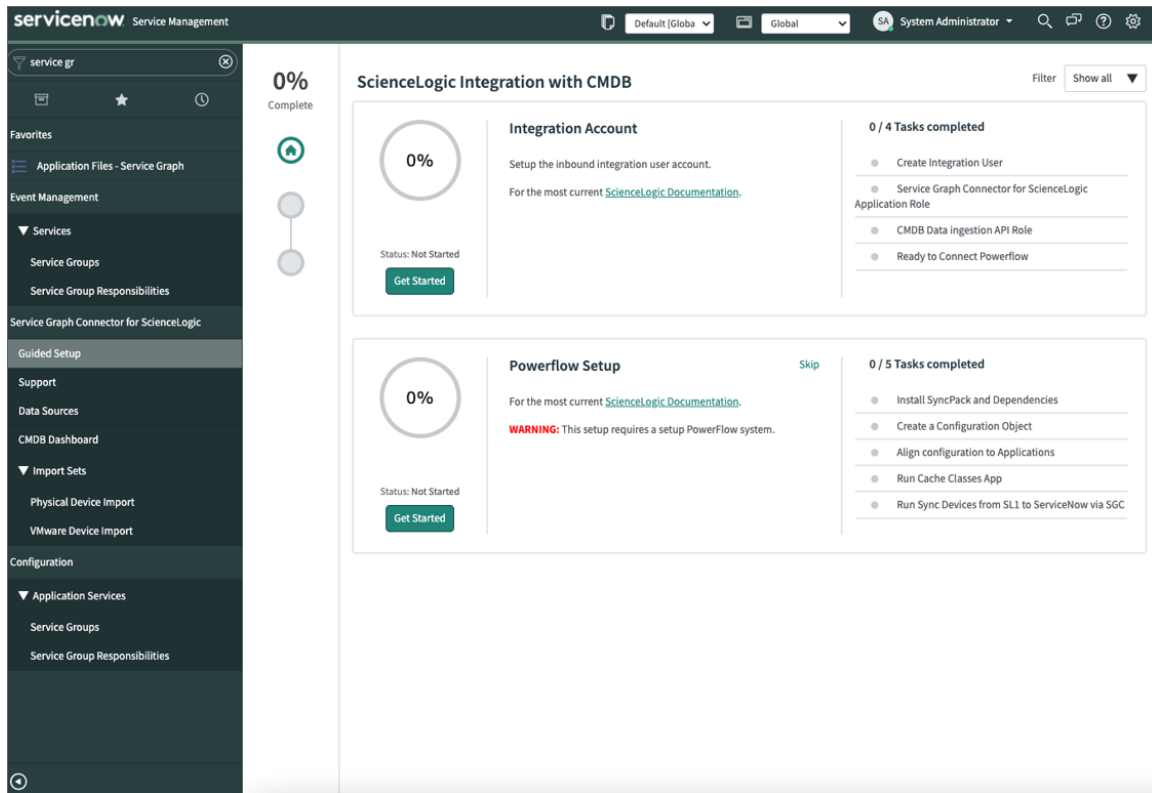 servicenow Service Management
Default [Globa
Global
SA
System Administrator
service gr
Favorites
Application Files - Service Graph
Event Management
Services
Service Groups
Service Group Responsibilities
Service Graph Connector for ScienceLogic
Guided Setup
Support
Data Sources
CMDB Dashboard
Import Sets
Physical Device Import
VMware Device Import
Configuration
Application Services
Service Groups
Service Group Responsibilities
0%
Complete
ScienceLogic Integration with CMDB
Filter
Show all
0%
Status: Not Started
Get Started
Integration Account
Setup the inbound integration user account.
For the most current ScienceLogic Documentation.
0 / 4 Tasks completed
Create Integration User
Service Graph Connector for ScienceLogic
Application Role
CMDB Data ingestion API Role
Ready to Connect Powerflow
0%
Status: Not Started
Get Started
Powerflow Setup
Skip
For the most current ScienceLogic Documentation.
WARNING: This setup requires a setup PowerFlow system.
0 / 5 Tasks completed
Install SyncPack and Dependencies
Create a Configuration Object
Align configuration to Applications
Run Cache Classes App
Run Sync Devices from SL1 to ServiceNow via SGC